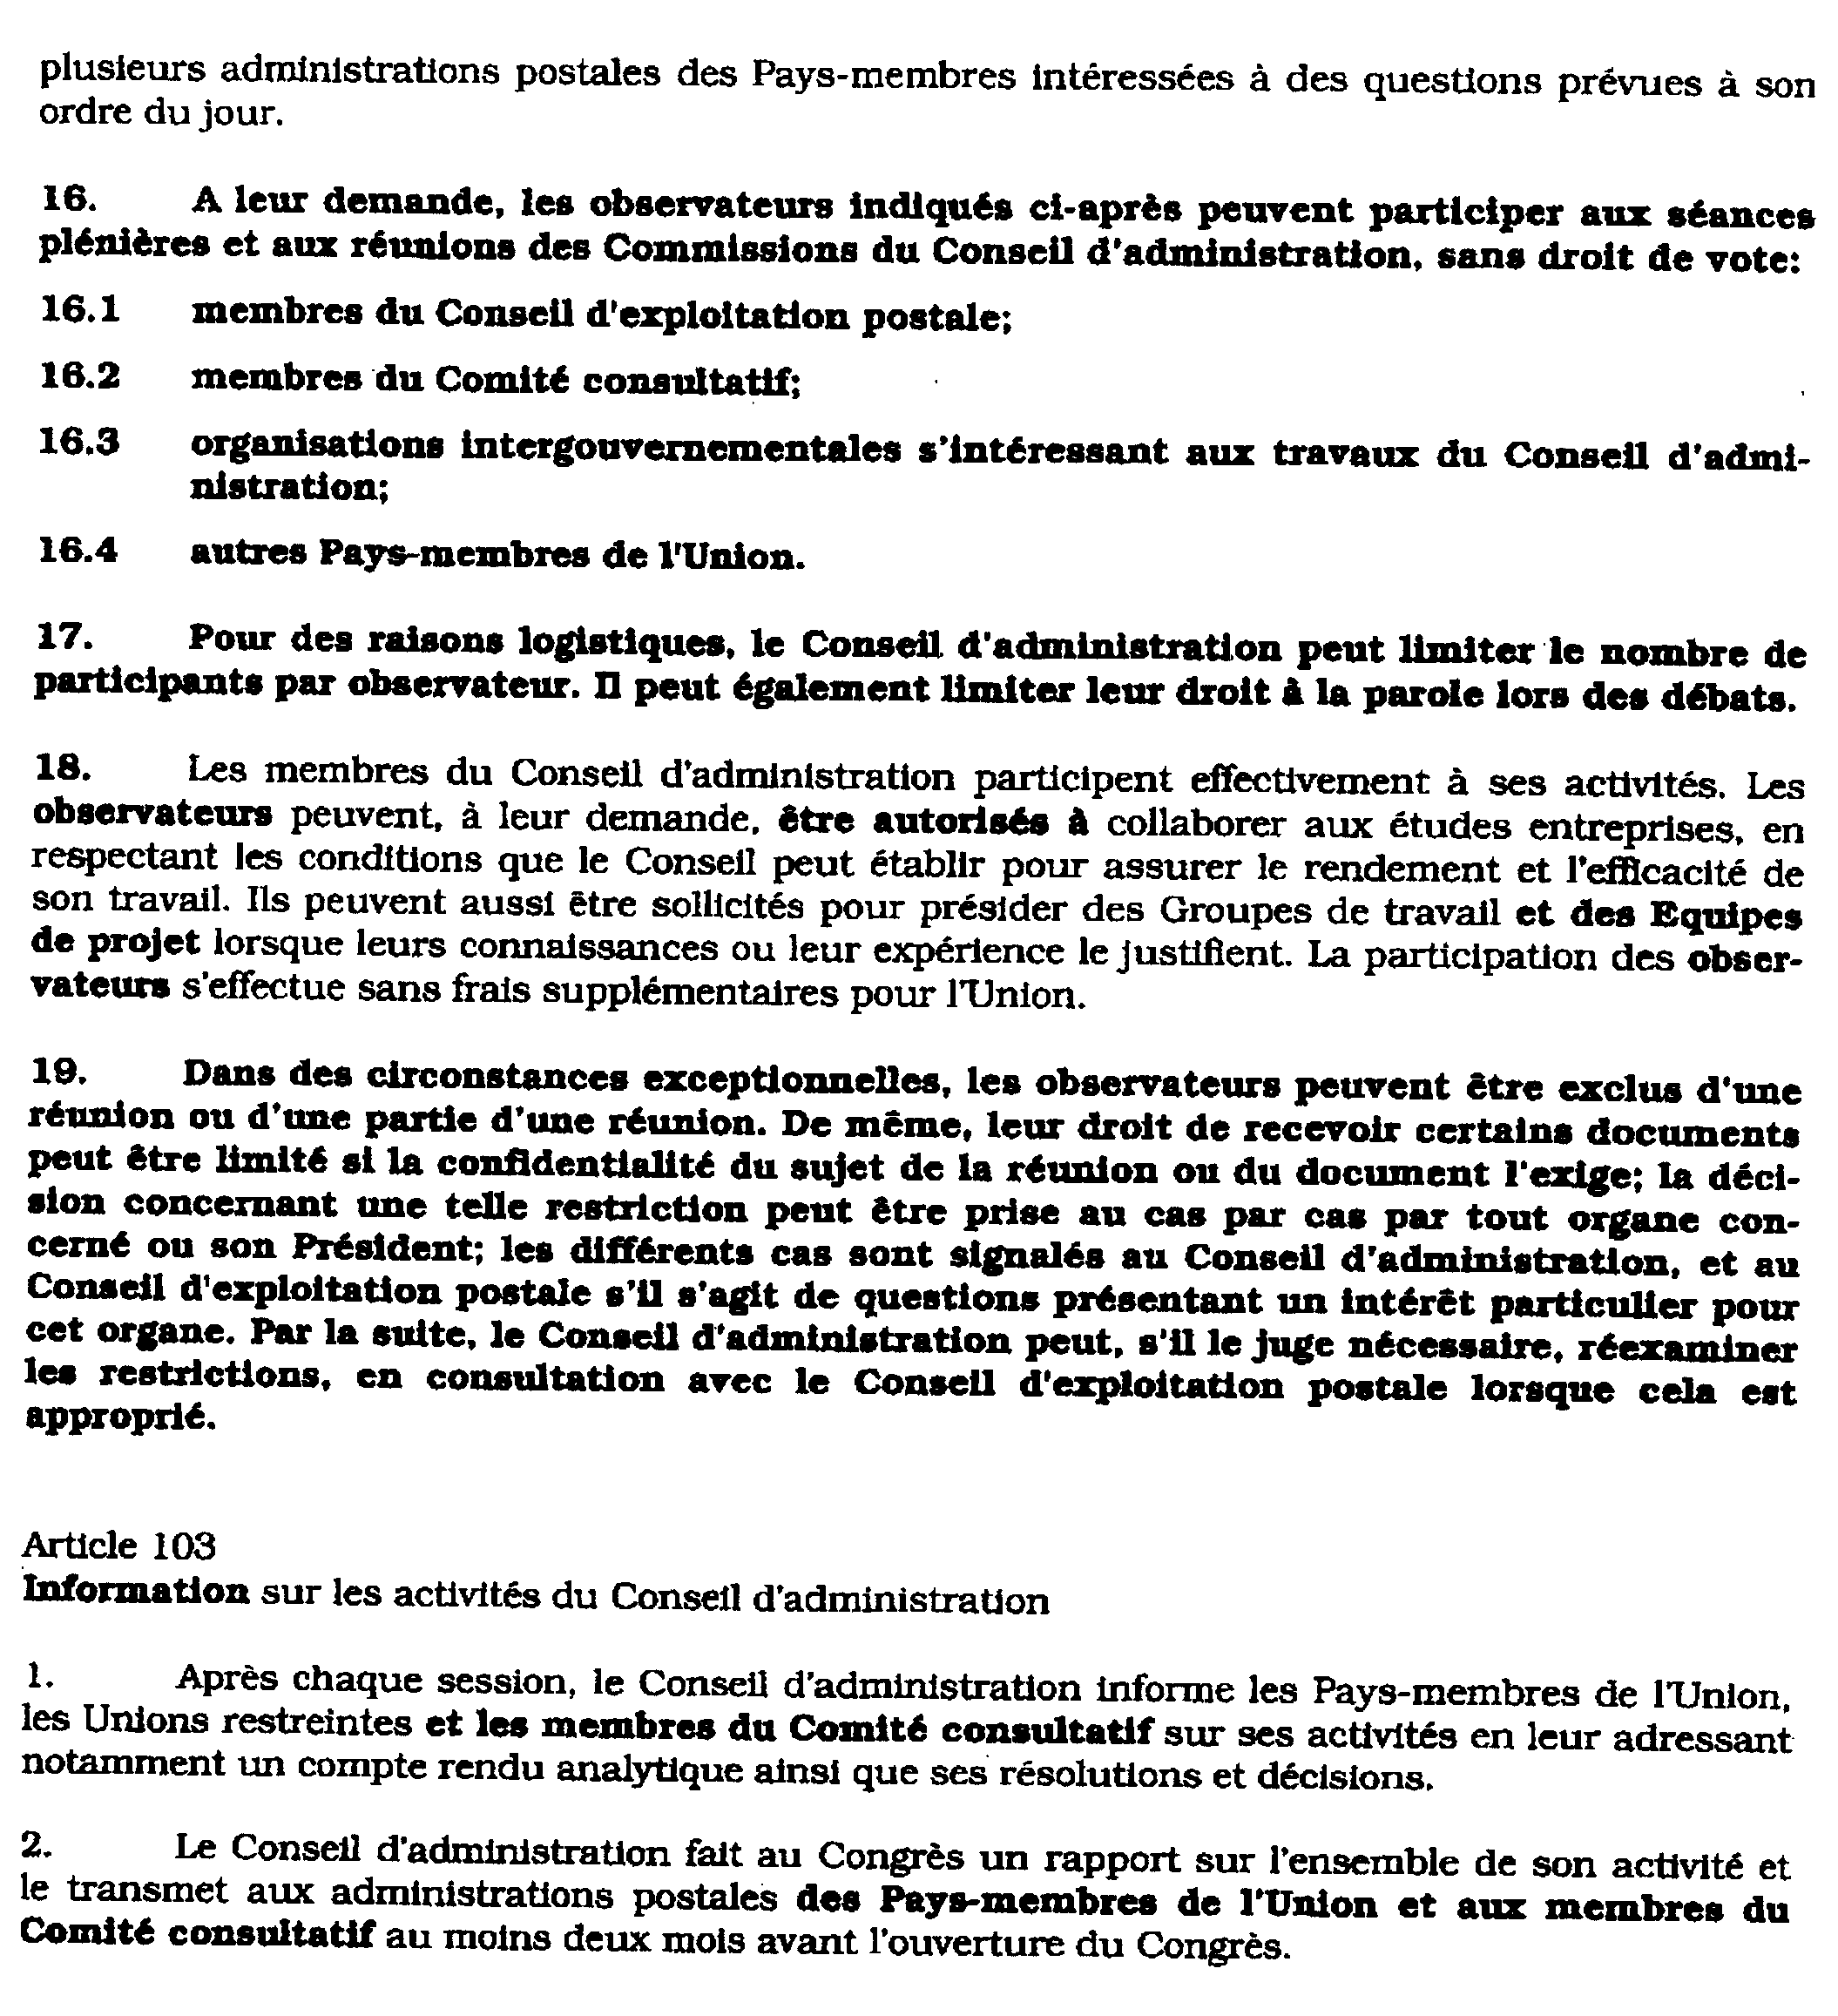 plusieurs administrations postales des Pays-membres intéressées à des questions prévues à son
ordre du jour.
16. A leur demande, les observateurs indiqués ci-après peuvent participer aux séances
plénières et aux réunions des Commissions du Conseil d'administration, sans droit de vote:
16.1 membres du Conseil d'exploitation postale;
16.2 membres du Comité consultatif;
16.3 organisations intergouvernementales s'intéressant aux travaux du Conseil d'admi-
nistration;
16.4 autres Pays-membres de l'Union.
17. Pour des raisons logistiques, le Conseil d'administration peut limiter le nombre de
participants par observateur. Il peut également limiter leur droit à la parole lors des débats.
18. Les membres du Conseil d'administration participent effectivement à ses activités. Les
observateurs peuvent, à leur demande, être autorisés à collaborer aux études entreprises, en
respectant les conditions que le Conseil peut établir pour assurer le rendement et l'efficacité de
son travail. Ils peuvent aussi être sollicités pour présider des Groupes de travail et des Equipes
de projet lorsque leurs connaissances ou leur expérience le justifient. La participation des obser-
vateurs s'effectue sans frais supplémentaires pour l'Union.
19. Dans des circonstances exceptionnelles, les observateurs peuvent être exclus d'une
réunion ou d'une partie d'une réunion. De même, leur droit de recevoir certains documents
peut être limité si la confidentialité du sujet de la réunion ou du document l'exige; la déci-
sion concernant une telle restriction peut être prise au cas par cas par tout organe con-
cerné ou son Président; les différents cas sont signalés au Conseil d'administration, et au
Conseil d'exploitation postale s'il s'agit de questions présentant un intérêt particulier pour
cet organe. Par la suite, le Conseil d'administration peut, s'il le juge nécessaire, réexaminer
les restrictions, en consultation avec le Conseil d'exploitation postale lorsque cela est
approprié.
Article 103
Information sur les activités du Conseil d'administration
1. Après chaque session, le Conseil d'administration informe les Pays-membres de l'Union,
les Unions restreintes et les membres du Comité consultatif sur ses activités en leur adressant
notamment un compte rendu analytique ainsi que ses résolutions et décisions.
2. Le Conseil d'administration fait au Congrès un rapport sur l'ensemble de son activité et
le transmet aux administrations postales des Pays-membres de l'Union et aux membres du
Comité consultatif au moins deux mois avant l'ouverture du Congrès.